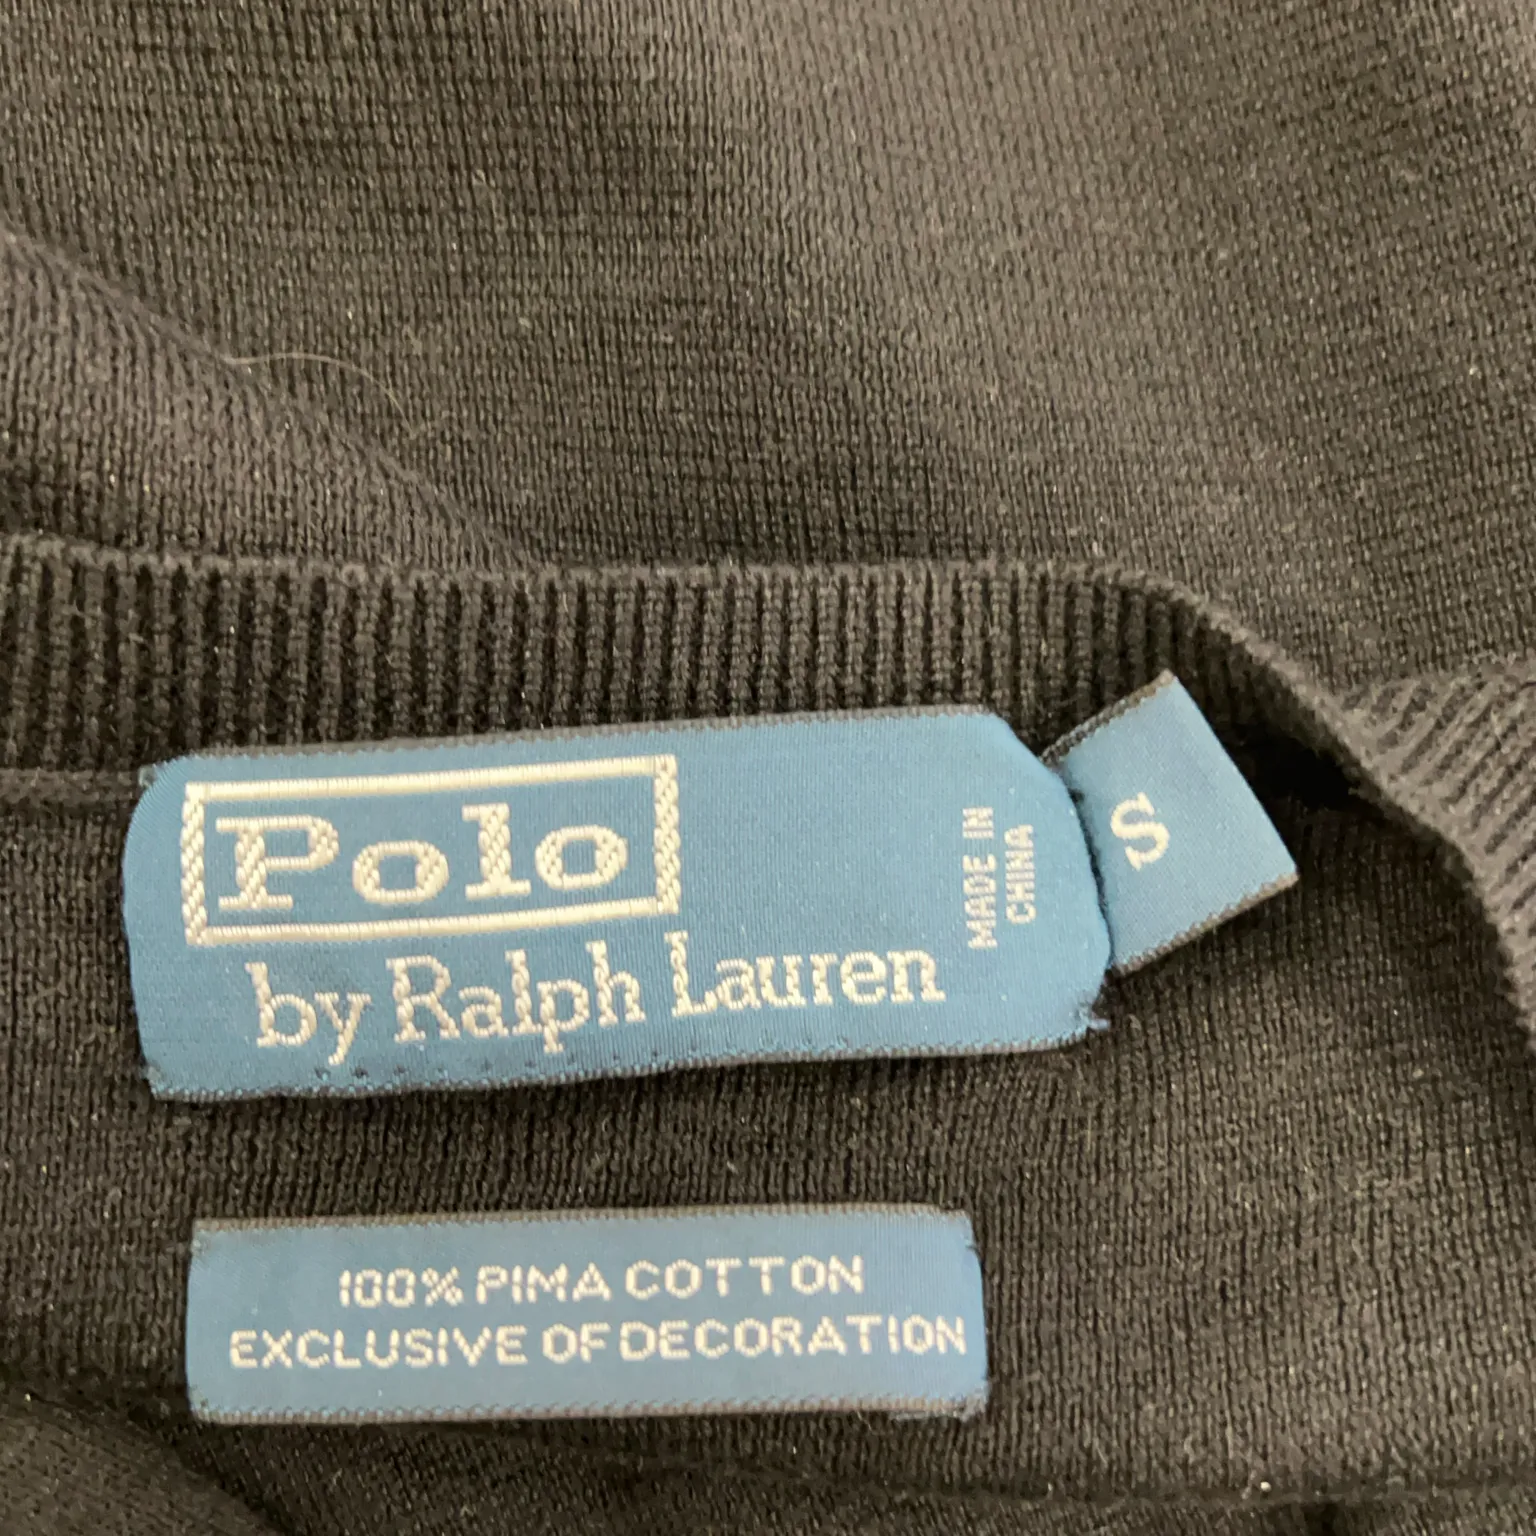 Polo
by Ralph Lauren
MADE IN
CHINA
S
100% PIMA COTTON
EXCLUSIVE OF DECORATION